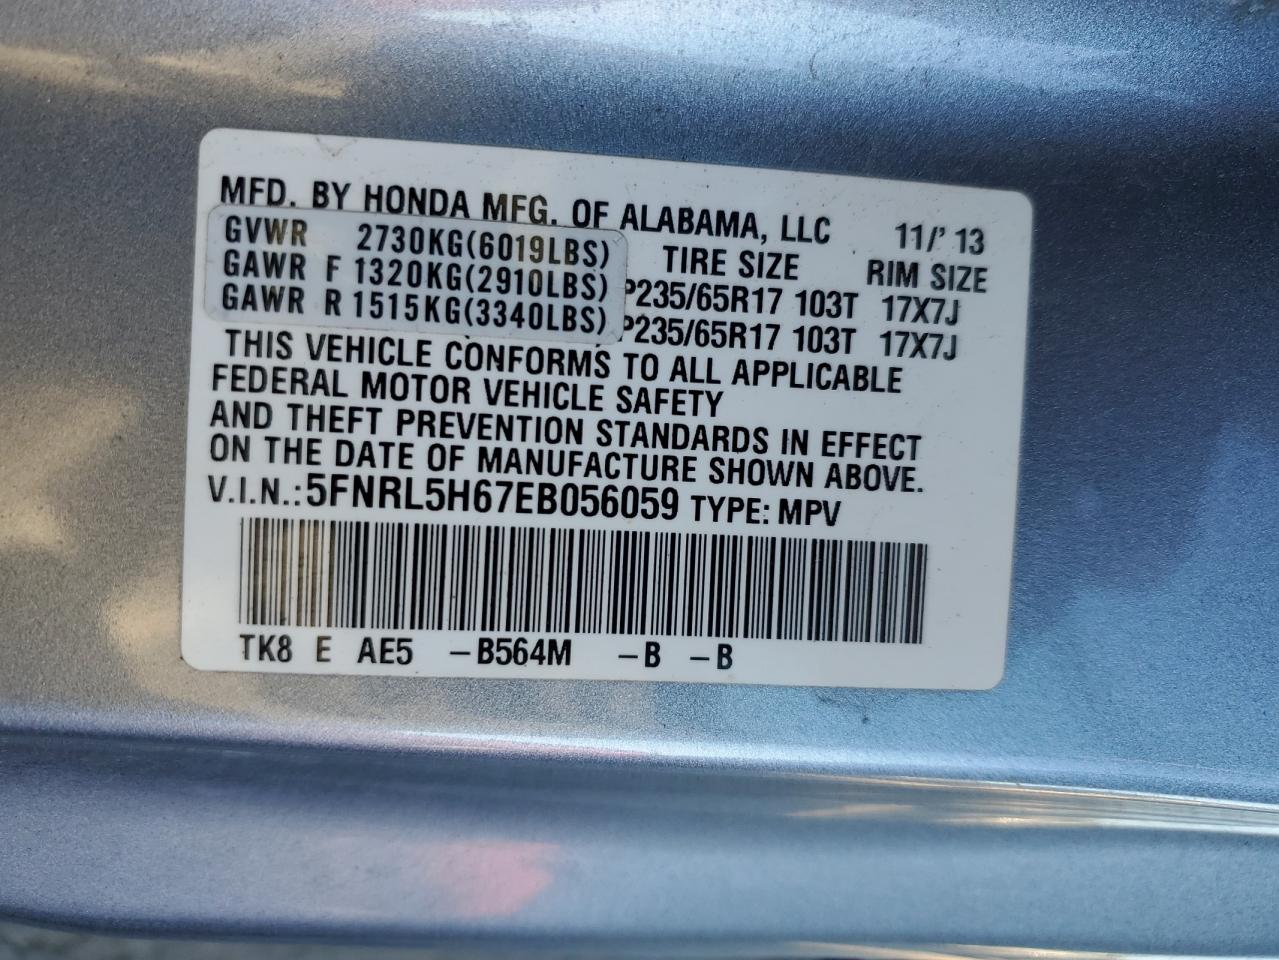 MFD. BY HONDA MFG. OF ALABAMA, LLC 11/' 13
GVWR 2730KG(6019LBS) TIRE SIZE RIM SIZE
GAWR F 1320KG(2910LBS) P235/65R17 103T 17X7J
GAWR R 1515KG(3340LBS) P235/65R17 103T 17X7J
THIS VEHICLE CONFORMS TO ALL APPLICABLE
FEDERAL MOTOR VEHICLE SAFETY
AND THEFT PREVENTION STANDARDS IN EFFECT
ON THE DATE OF MANUFACTURE SHOWN ABOVE.
V.I.N.: 5FNRL5H67EB056059 TYPE: MPV
TK8 E AE5 –B564M –B –B